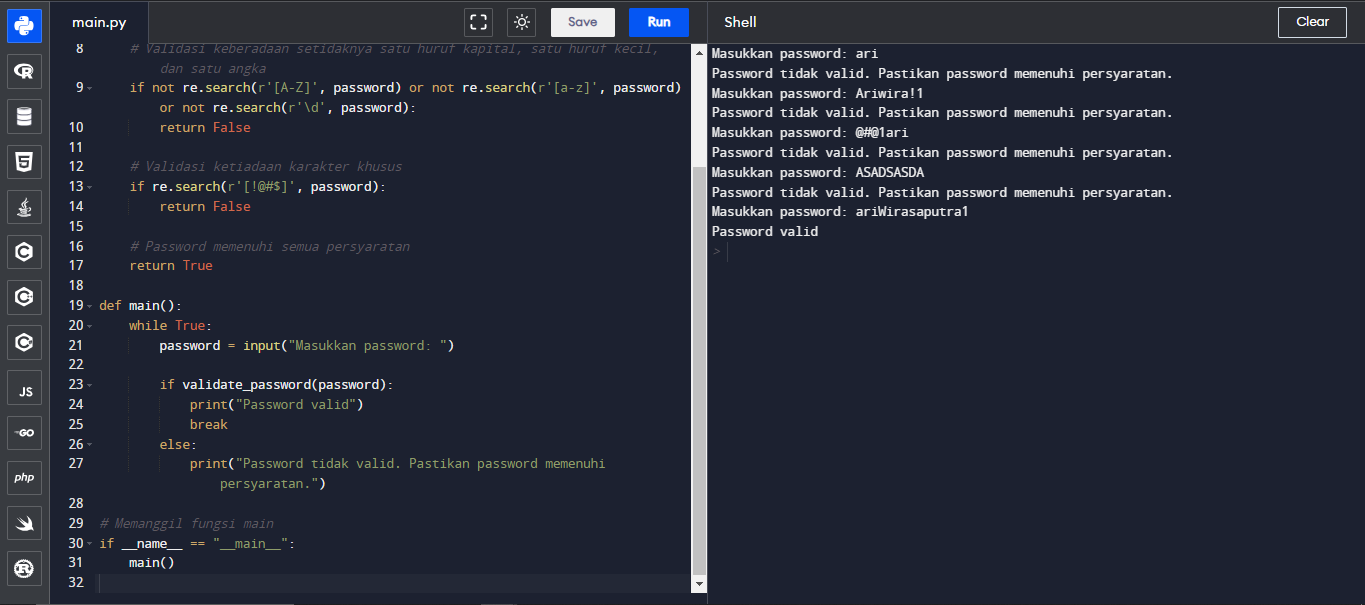 main.py
Save
Run
Shell
Clear
JS
GO
php
8 # Validasi keberadaan setidaknya satu huruf kapital, satu huruf kecil,
dan satu angka
9 if not re.search(r'[A-Z]', password) or not re.search(r'[a-z]', password)
or not re.search(r'\d', password):
10 return False
11
12 # Validasi ketiadaan karakter khusus
13 if re.search(r'[!@#$]', password):
14 return False
15
16 # Password memenuhi semua persyaratan
17 return True
18
19 def main():
20 while True:
21 password = input("Masukkan password: ")
22
23 if validate_password(password):
24 print("Password valid")
25 break
26 else:
27 print("Password tidak valid. Pastikan password memenuhi
persyaratan.")
28
29 # Memanggil fungsi main
30 if __name__ == "__main__":
31 main()
32
Masukkan password: ari
Password tidak valid. Pastikan password memenuhi persyaratan.
Masukkan password: Ariwira!1
Password tidak valid. Pastikan password memenuhi persyaratan.
Masukkan password: @#@1ari
Password tidak valid. Pastikan password memenuhi persyaratan.
Masukkan password: ASADSASDA
Password tidak valid. Pastikan password memenuhi persyaratan.
Masukkan password: ariWirasaputra1
Password valid
>